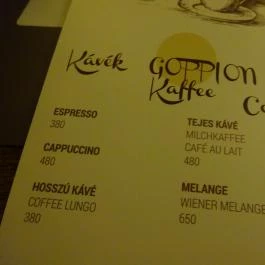 Kávék
GOPPION
Kaffee
ESPRESSO
380
CAPPUCCINO
480
HOSSZÚ KÁVÉ
COFFEE LUNGO
380
TEJES KÁVÉ
MILCHKAFFEE
CAFÉ AU LAIT
480
MELANGE
WIENER MELANGE
650